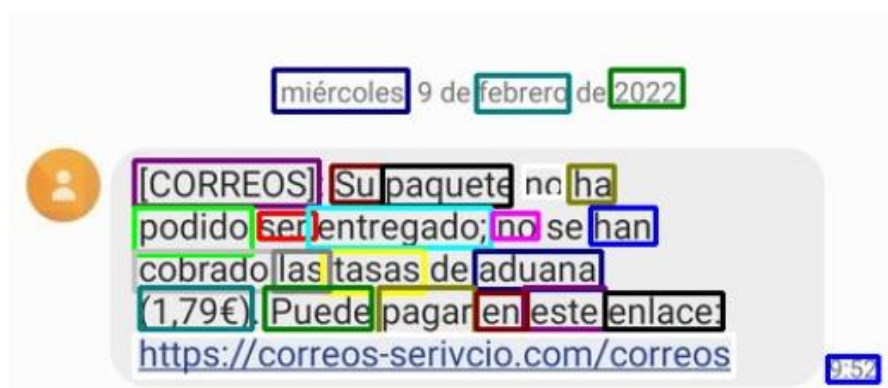 miércoles, 9 de febrero de 2022
[CORREOS]: Su paquete no ha
podido ser entregado; no se han
cobrado las tasas de aduana
(1,79€). Puede pagar en este enlace:
https://correos-serivcio.com/correos
9:52